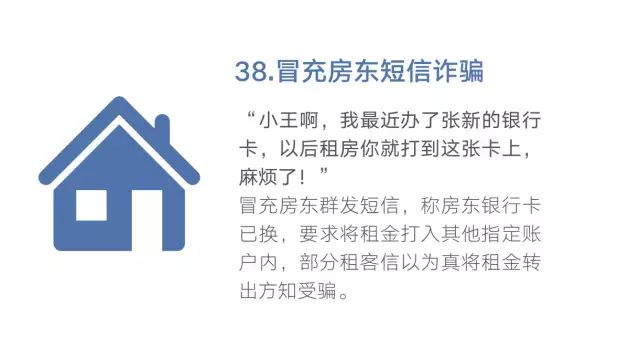 38.冒充房东短信诈骗
“小王啊，我最近办了张新的银行
卡，以后租房你就打到这张卡上，
麻烦了！”
冒充房东群发短信，称房东银行卡
已换，要求将租金打入其他指定账
户内，部分租客信以为真将租金转
出方知受骗。